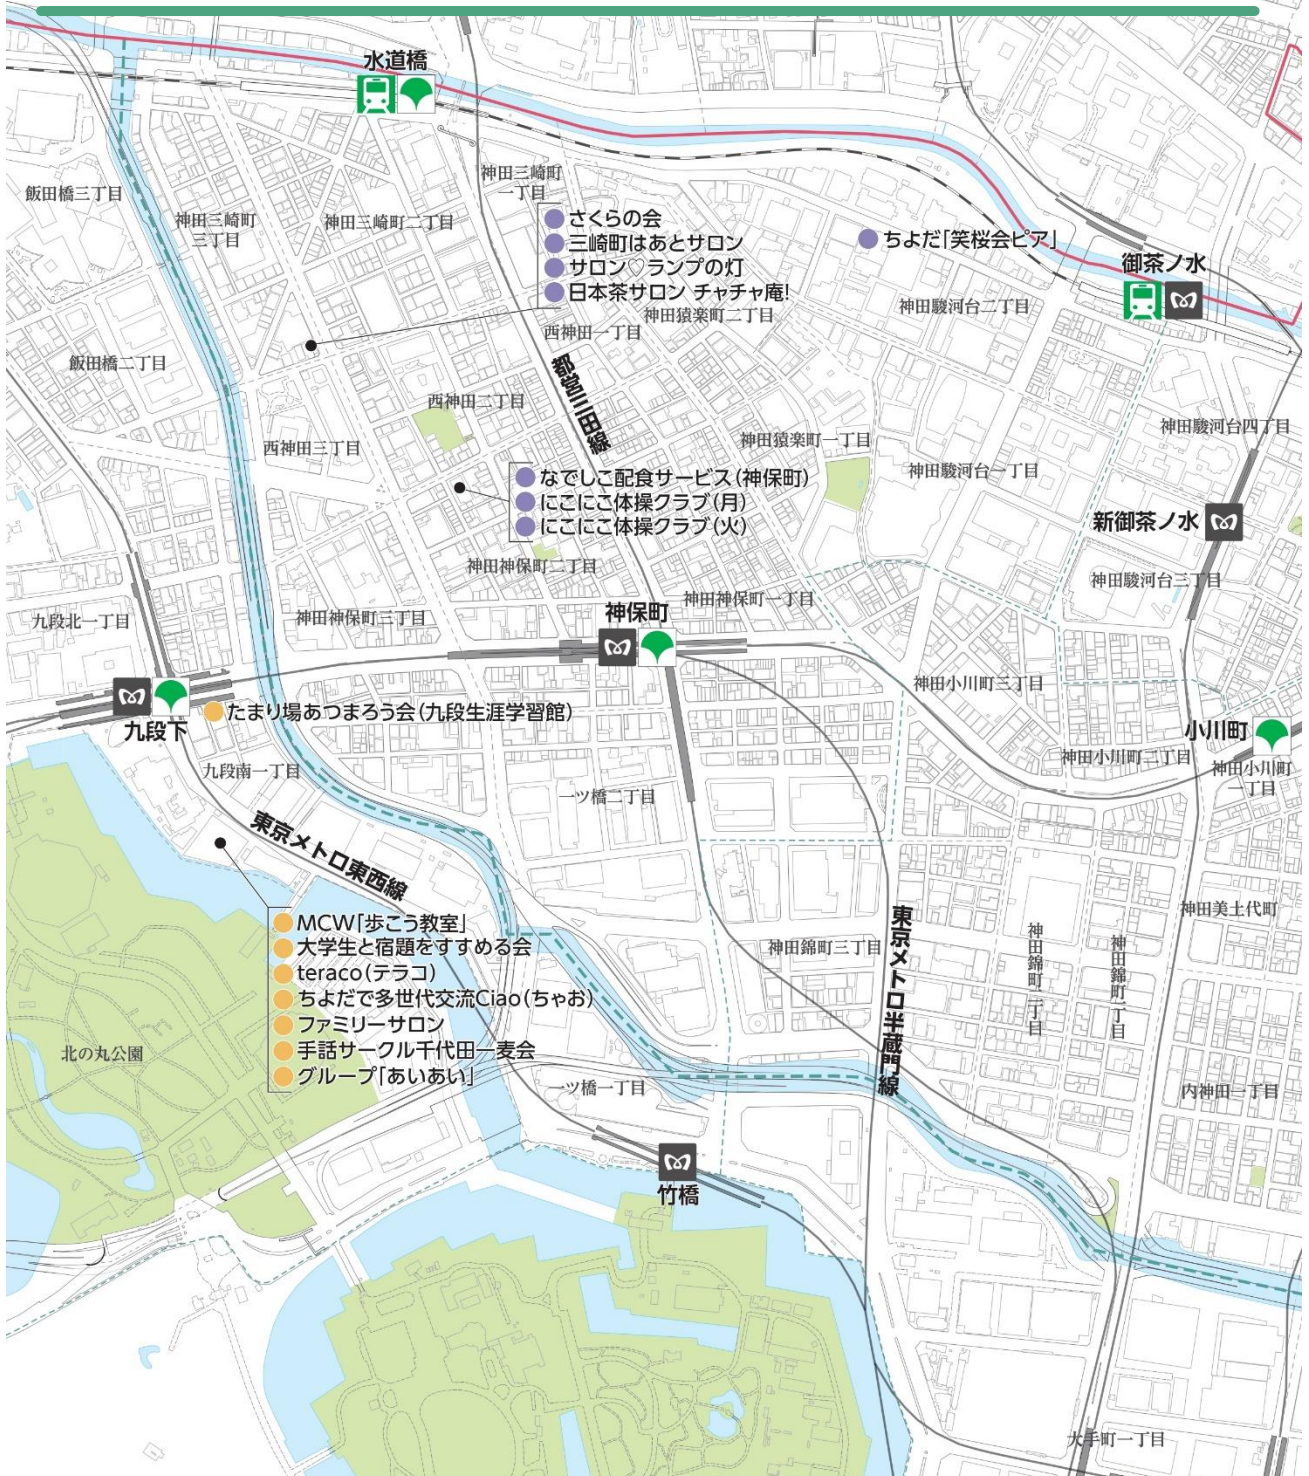 水道橋
飯田橋三丁目
神田三崎町
三丁目
神田三崎町二丁目
神田三崎町
一丁目
さくらの会
三崎町はあとサロン
サロン♡ランプの灯
日本茶サロン チャチャ庵!
ちよだ「笑桜会ピア」
御茶ノ水
神田駿河台二丁目
神田猿楽町二丁目
西神田一丁目
飯田橋二丁目
都営三田線
西神田二丁目
西神田三丁目
神田猿楽町一丁目
神田駿河台一丁目
神田駿河台四丁目
なでしこ配食サービス(神保町)
にこにこ体操クラブ(月)
にこにこ体操クラブ(火)
新御茶ノ水
神田神保町二丁目
神田駿河台三丁目
神田神保町一丁目
九段北一丁目
神田神保町三丁目
神保町
神田小川町三丁目
たまり場あつまろう会(九段生涯学習館)
九段下
小川町
神田小川町二丁目
神田小川町
一丁目
九段南一丁目
一ツ橋二丁目
東京メトロ東西線
MCW「歩こう教室」
大学生と宿題をすすめる会
teraco(テラコ)
ちよだで多世代交流Ciao(ちゃお)
ファミリーサロン
手話サークル千代田一麦会
グループ「あいあい」
神田錦町三丁目
東京メトロ半蔵門線
神田錦町二丁目
神田錦町一丁目
神田美土代町
北の丸公園
一ツ橋一丁目
内神田一丁目
竹橋
大手町一丁目